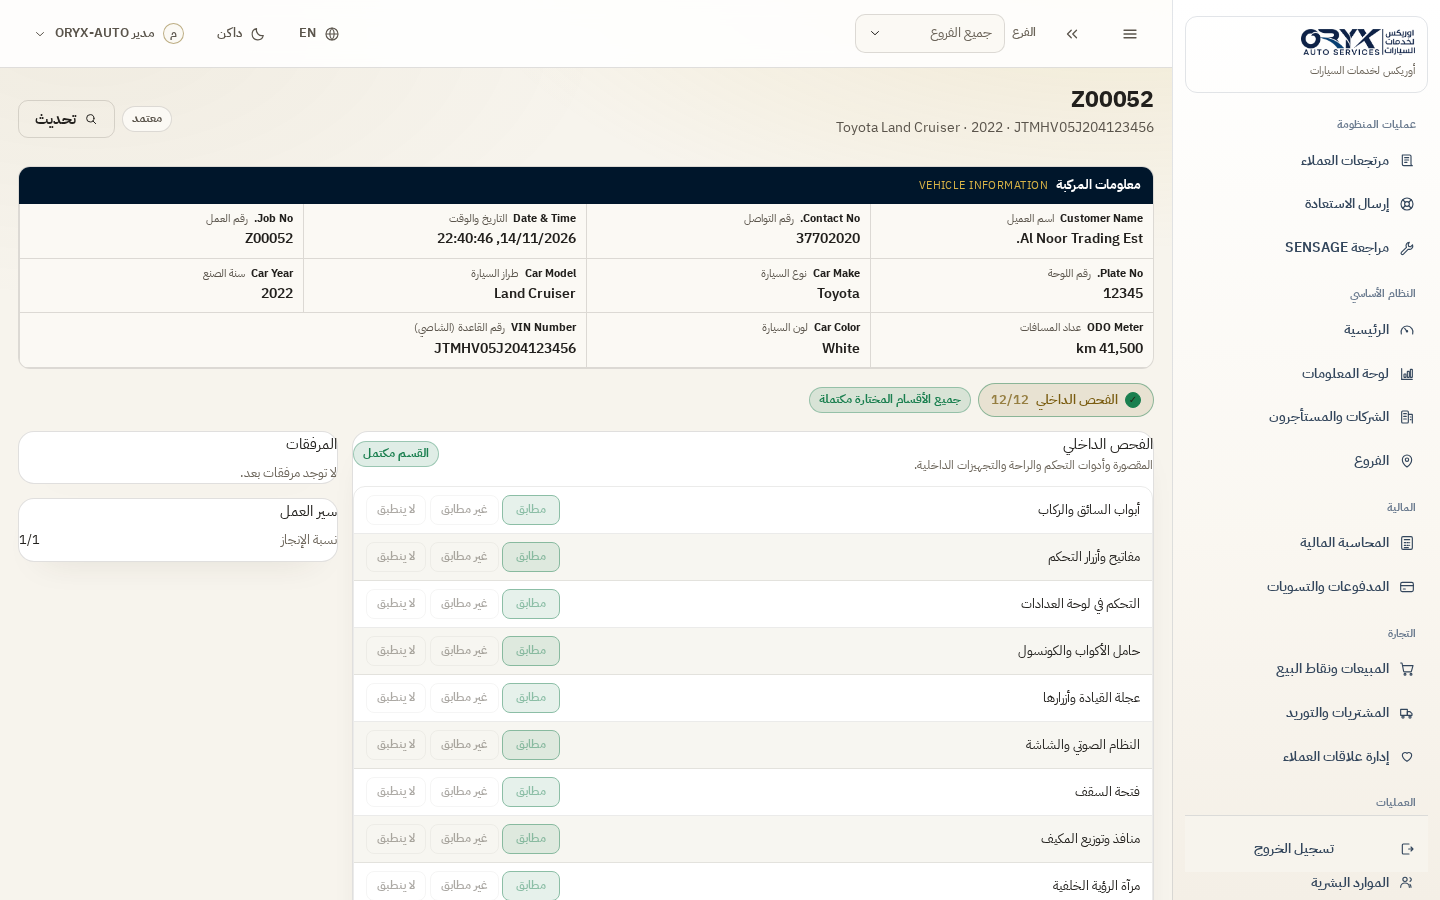 اوريكس
لخدمات
السيارات
ORYX
AUTO SERVICES
أوريكس لخدمات السيارات
عمليات المنظومة
مرتجعات العملاء
إرسال الاستعادة
مراجعة SENSAGE
النظام الأساسي
الرئيسية
لوحة المعلومات
الشركات والمستأجرون
الفروع
المالية
المحاسبة المالية
المدفوعات والتسويات
التجارة
المبيعات ونقاط البيع
المشتريات والتوريد
إدارة علاقات العملاء
العمليات
تسجيل الخروج
الموارد البشرية
الفرع
جميع الفروع
EN
داكن
م
مدير ORYX-AUTO
Z00052
Toyota Land Cruiser · 2022 · JTMHV05J204123456
معتمد
تحديث
معلومات المركبة VEHICLE INFORMATION
Customer Name اسم العميل
Al Noor Trading Est.
Contact No. رقم التواصل
37702020
Date & Time التاريخ والوقت
14/11/2026, 22:40:46
Job No. رقم العمل
Z00052
Plate No. رقم اللوحة
12345
Car Make نوع السيارة
Toyota
Car Model طراز السيارة
Land Cruiser
Car Year سنة الصنع
2022
ODO Meter عداد المسافات
41,500 km
Car Color لون السيارة
White
VIN Number رقم القاعدة (الشاصي)
JTMHV05J204123456
الفحص الداخلي 12/12
جميع الأقسام المختارة مكتملة
الفحص الداخلي
المقصورة وأدوات التحكم والراحة والتجهيزات الداخلية.
القسم مكتمل
أبواب السائق والركاب
مطابق غير مطابق لا ينطبق
مفاتيح وأزرار التحكم
مطابق غير مطابق لا ينطبق
التحكم في لوحة العدادات
مطابق غير مطابق لا ينطبق
حامل الأكواب والكونسول
مطابق غير مطابق لا ينطبق
عجلة القيادة وأزرارها
مطابق غير مطابق لا ينطبق
النظام الصوتي والشاشة
مطابق غير مطابق لا ينطبق
فتحة السقف
مطابق غير مطابق لا ينطبق
منافذ وتوزيع المكيف
مطابق غير مطابق لا ينطبق
مرآة الرؤية الخلفية
مطابق غير مطابق لا ينطبق
المرفقات
لا توجد مرفقات بعد.
سير العمل
نسبة الإنجاز
1/1